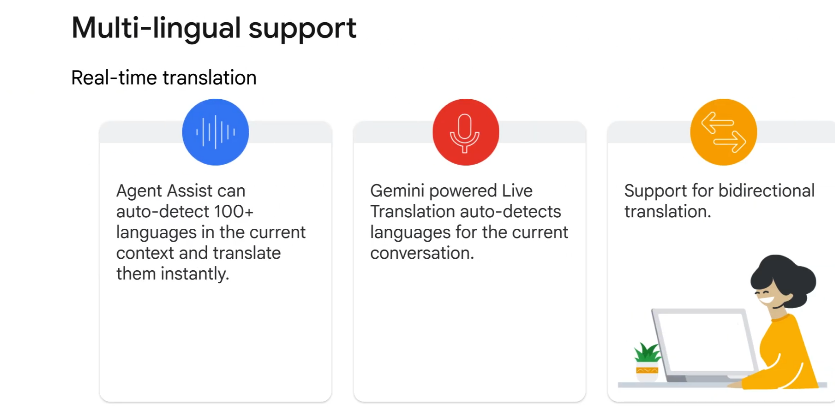 Multi-lingual support
Real-time translation
Agent Assist can
auto-detect 100+
languages in the current
context and translate
them instantly.
Gemini powered Live
Translation auto-detects
languages for the current
conversation.
Support for bidirectional
translation.